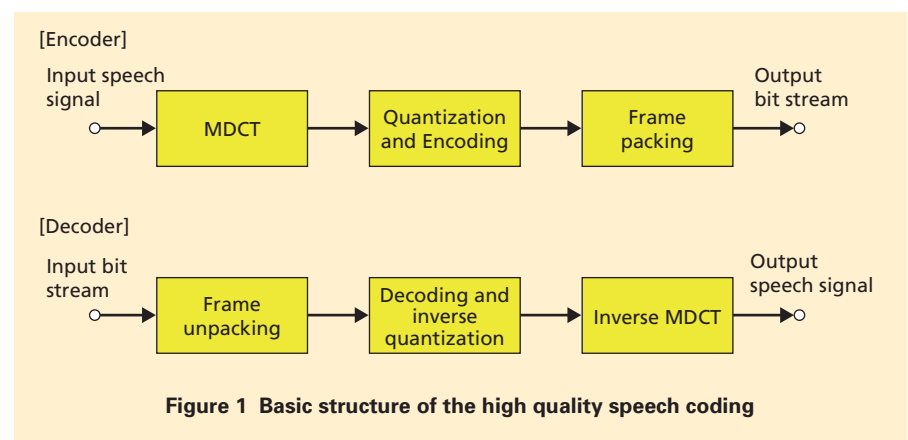 [Encoder]
Input speech
signal
MDCT
Quantization
and Encoding
Frame
packing
Output
bit stream
[Decoder]
Input bit
stream
Frame
unpacking
Decoding and
inverse
quantization
Inverse MDCT
Output
speech signal
Figure 1 Basic structure of the high quality speech coding